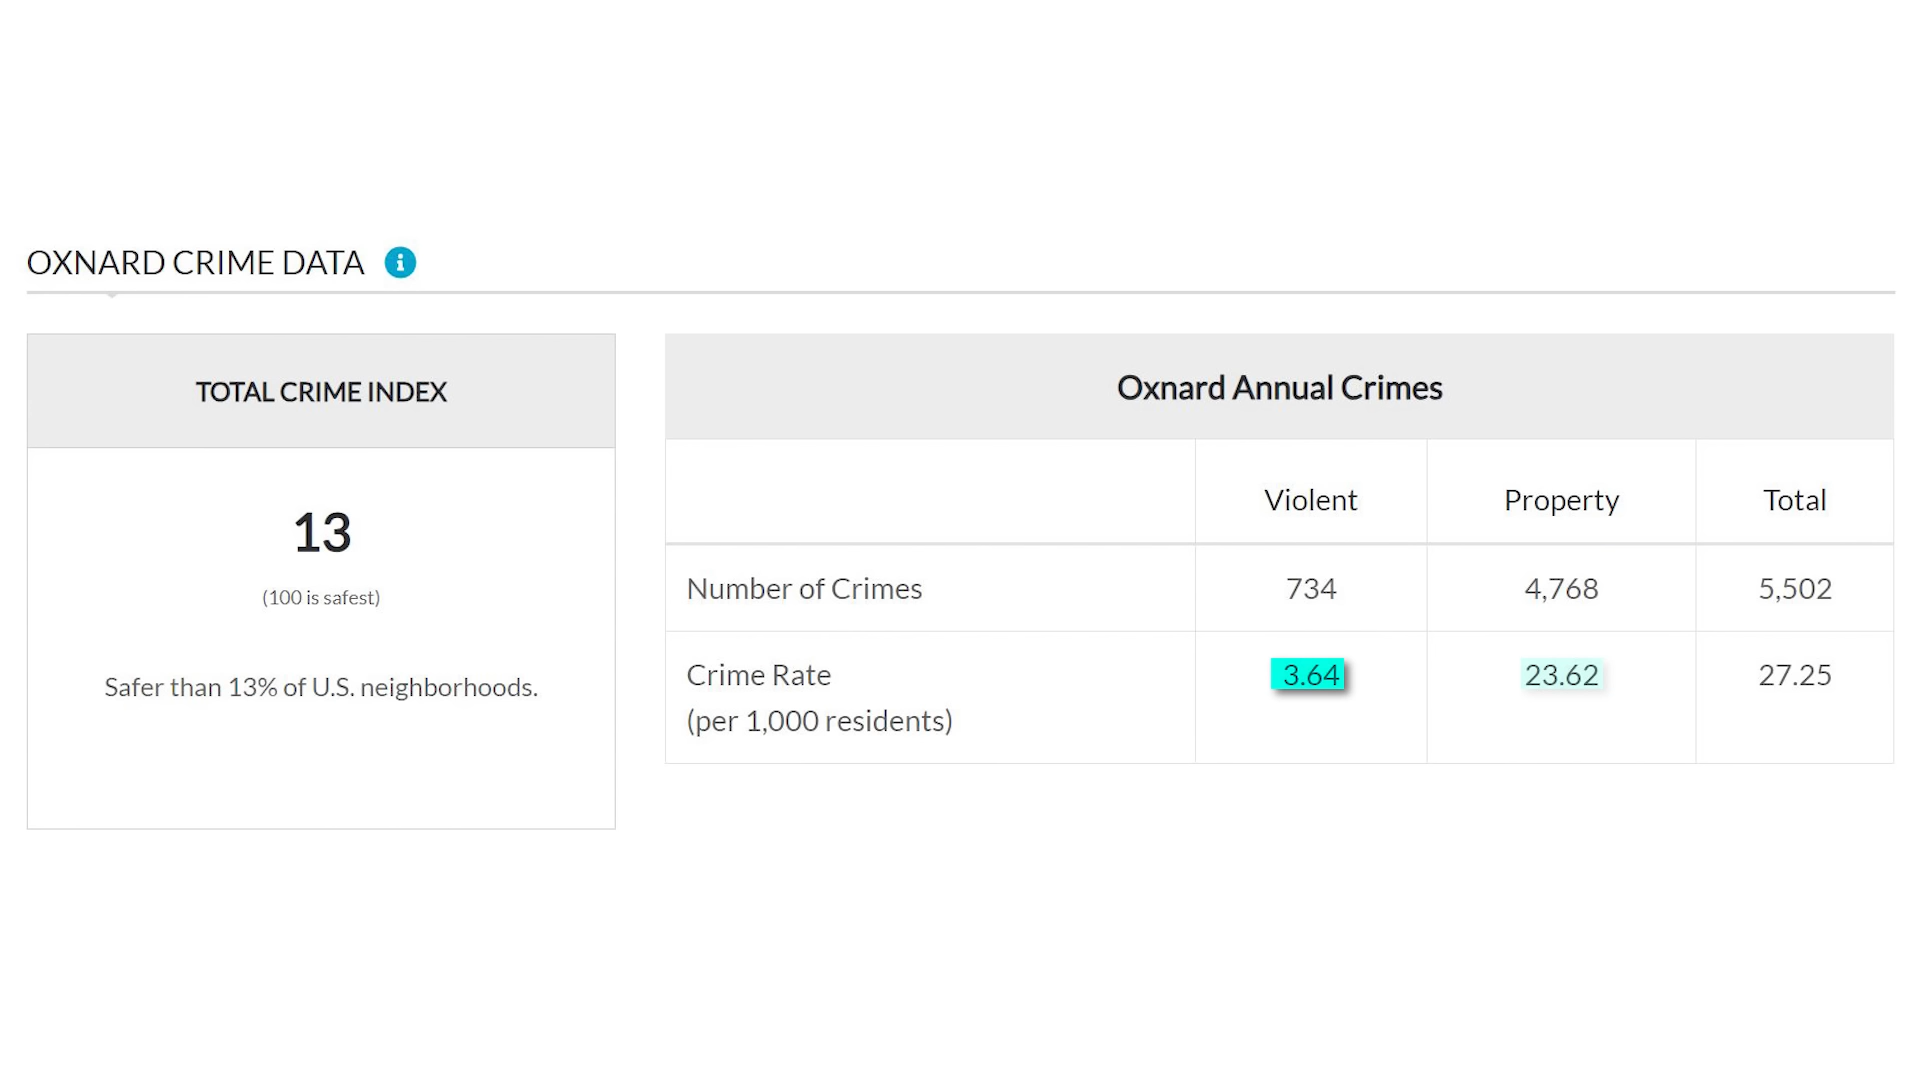 OXNARD CRIME DATA
TOTAL CRIME INDEX
13
(100 is safest)
Safer than 13% of U.S. neighborhoods.
Oxnard Annual Crimes
Violent Property Total
Number of Crimes 734 4,768 5,502
Crime Rate 3.64 23.62 27.25
(per 1,000 residents)